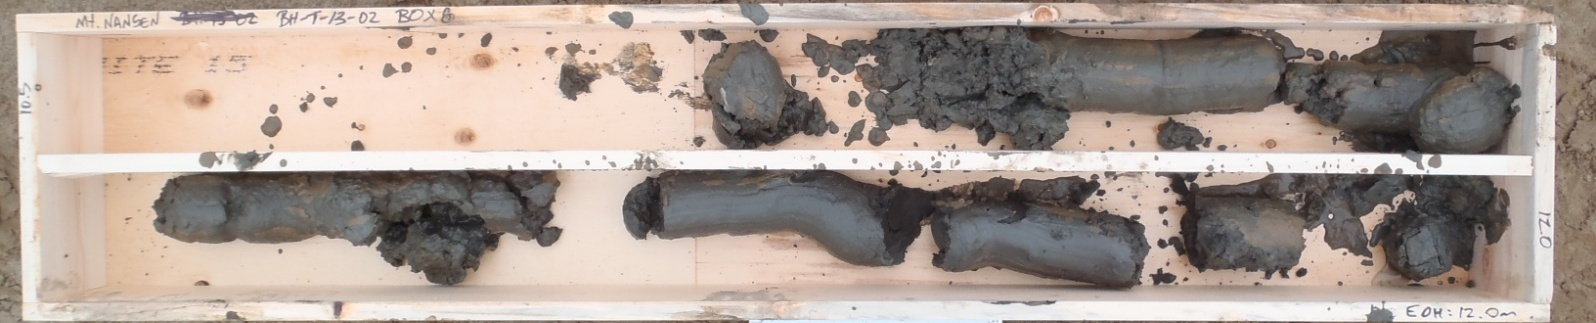 Mt. NANSEN BH-T-13-02 BOX 8
10.5
12.0
EOH: 12.0m